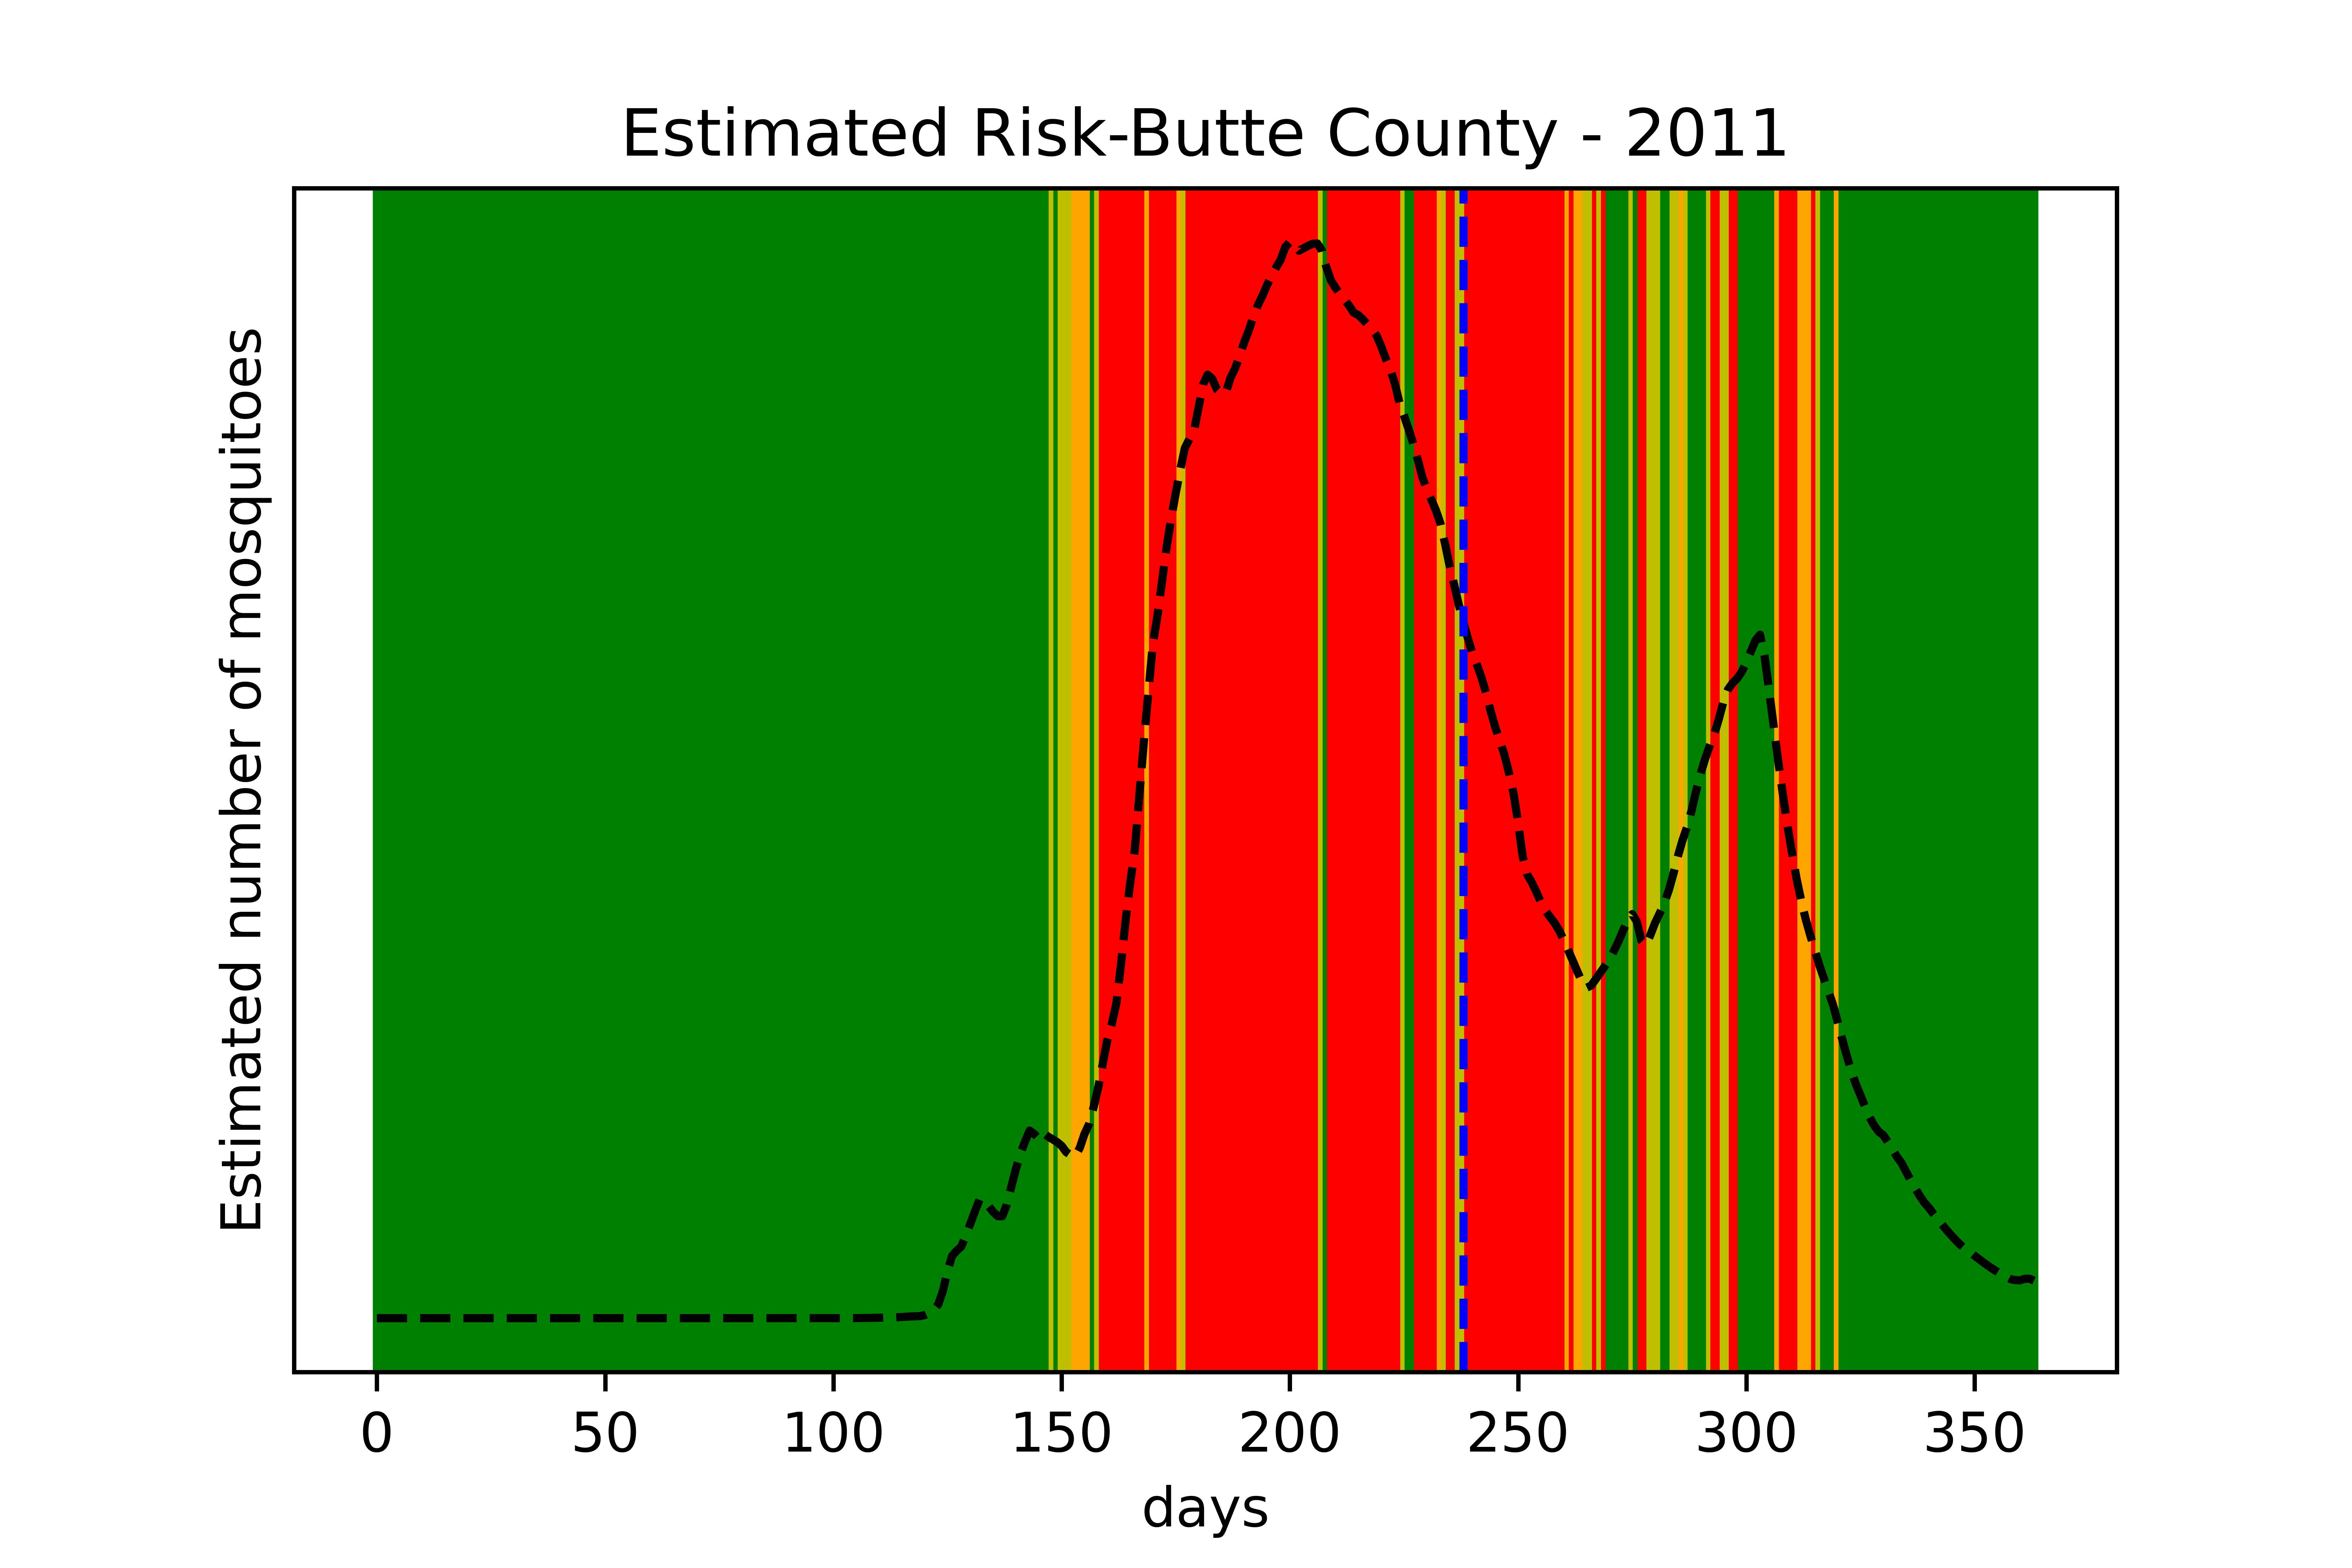 Estimated Risk-Butte County - 2011
Estimated number of mosquitoes
0 50 100 150 200 250 300 350
days